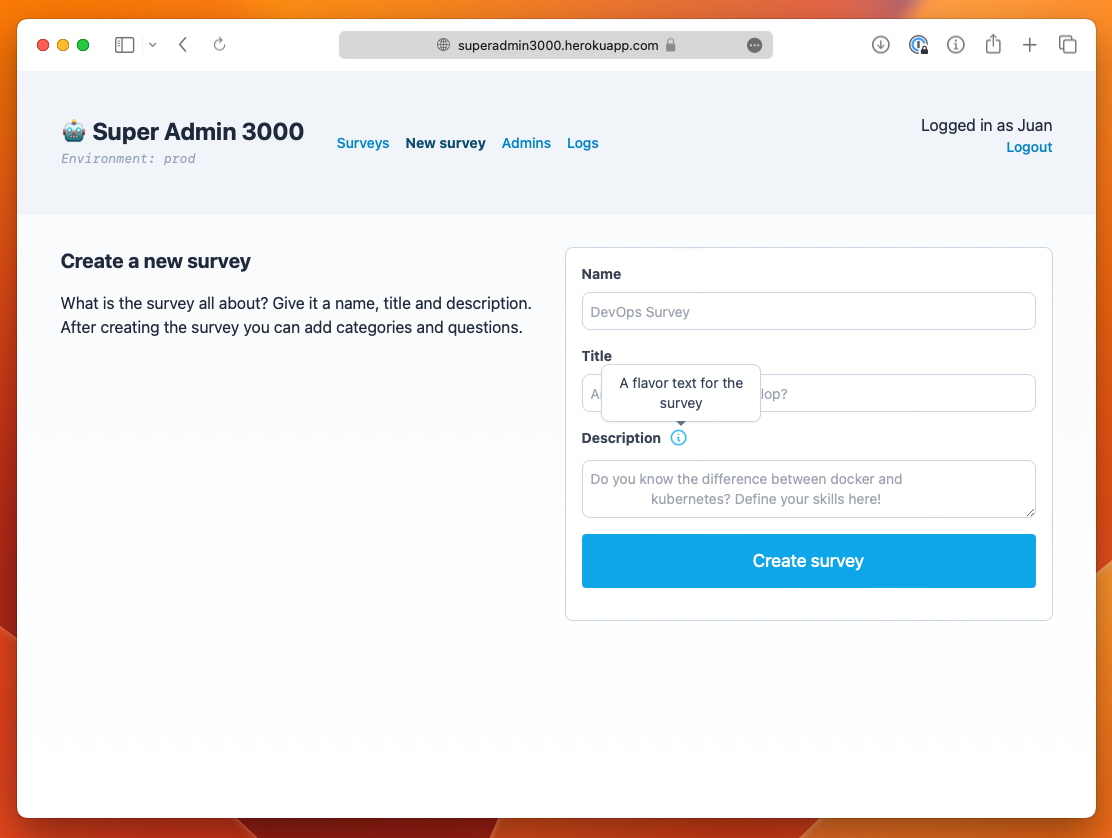 superadmin3000.herokuapp.com
Super Admin 3000
Environment: prod
Surveys New survey Admins Logs
Logged in as Juan
Logout
Create a new survey
What is the survey all about? Give it a name, title and description.
After creating the survey you can add categories and questions.
Name
DevOps Survey
Title
A flavor text for the
survey
Description
Do you know the difference between docker and
kubernetes? Define your skills here!
Create survey